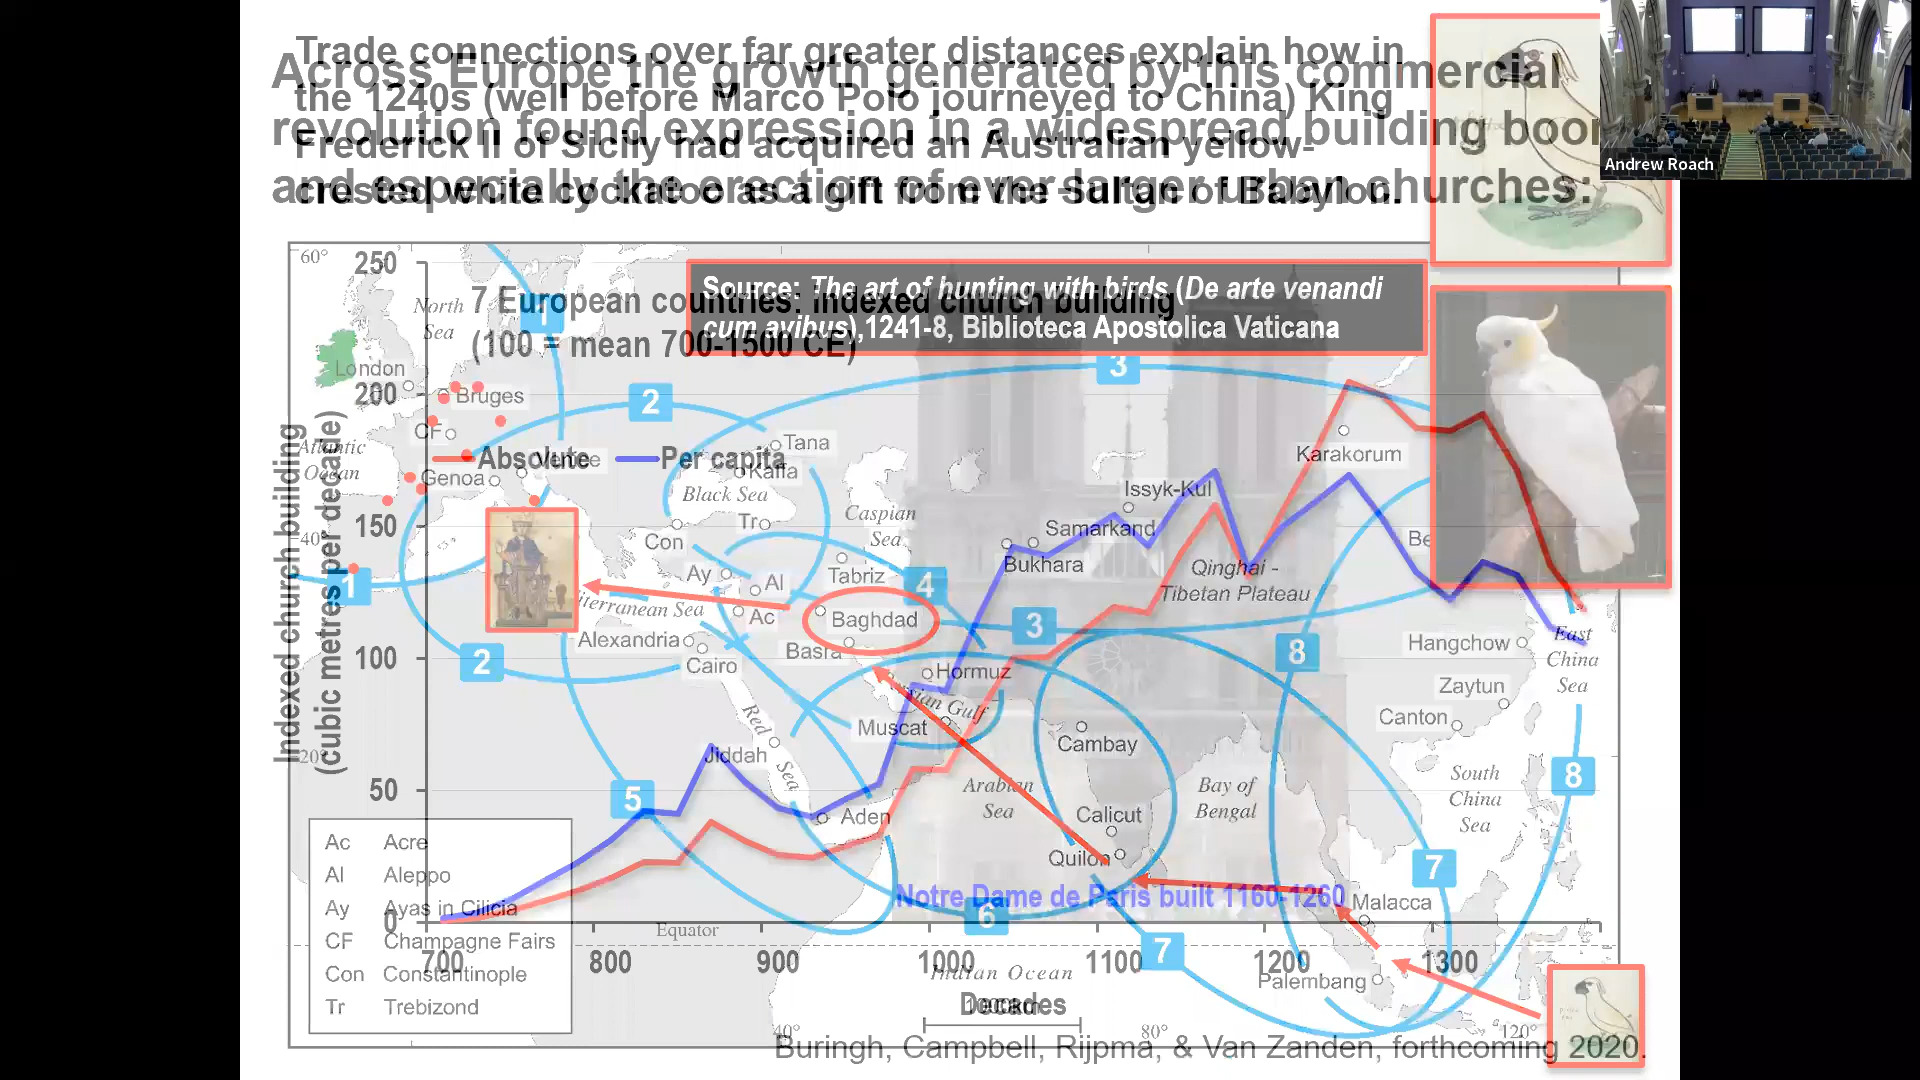 Trade connections over far greater distances explain how in
the 1240s (well before Marco Polo journeyed to China) King
Frederick II of Sicily had acquired an Australian yellow-
crested white cockatoo as a gift from the Sultan of Babylon.
Across Europe the growth generated by this commercial
revolution found expression in a widespread building boom
and especially the erection of ever-larger urban churches:
Andrew Roach
Source: The art of hunting with birds (De arte venandi
cum avibus),1241-8, Biblioteca Apostolica Vaticana
7 European countries: indexed church building
(100 = mean 700-1500 CE)
Absolute
Per capita
Indexed church building
(cubic metres per decade)
250
200
150
100
50
0
700
800
900
1000
1100
1200
1300
Decades
Notre Dame de Paris built 1160-1260
Buringh, Campbell, Rijpma, & Van Zanden, forthcoming 2020.
60°
40°
20°
40°
80°
120°
North
Sea
London
Bruges
CF
Atlantic
Ocean
Genoa
Venice
Tana
Kaffa
Black Sea
Tr
Con
Caspian
Sea
Ay
Al
Ac
Tabriz
Baghdad
Basra
Alexandria
Cairo
Hormuz
Muscat
Red
Sea
Jiddah
Aden
Arabian
Sea
Cambay
Calicut
Quilon
Bay of
Bengal
Issyk-Kul
Samarkand
Bukhara
Karakorum
Qinghai -
Tibetan Plateau
Hangchow
Zaytun
Canton
East
China
Sea
South
China
Sea
Malacca
Palembang
Equator
Indian Ocean
1
1
2
2
3
3
4
5
6
7
7
8
8
Ac Acre
Al Aleppo
Ay Ayas in Cilicia
CF Champagne Fairs
Con Constantinople
Tr Trebizond